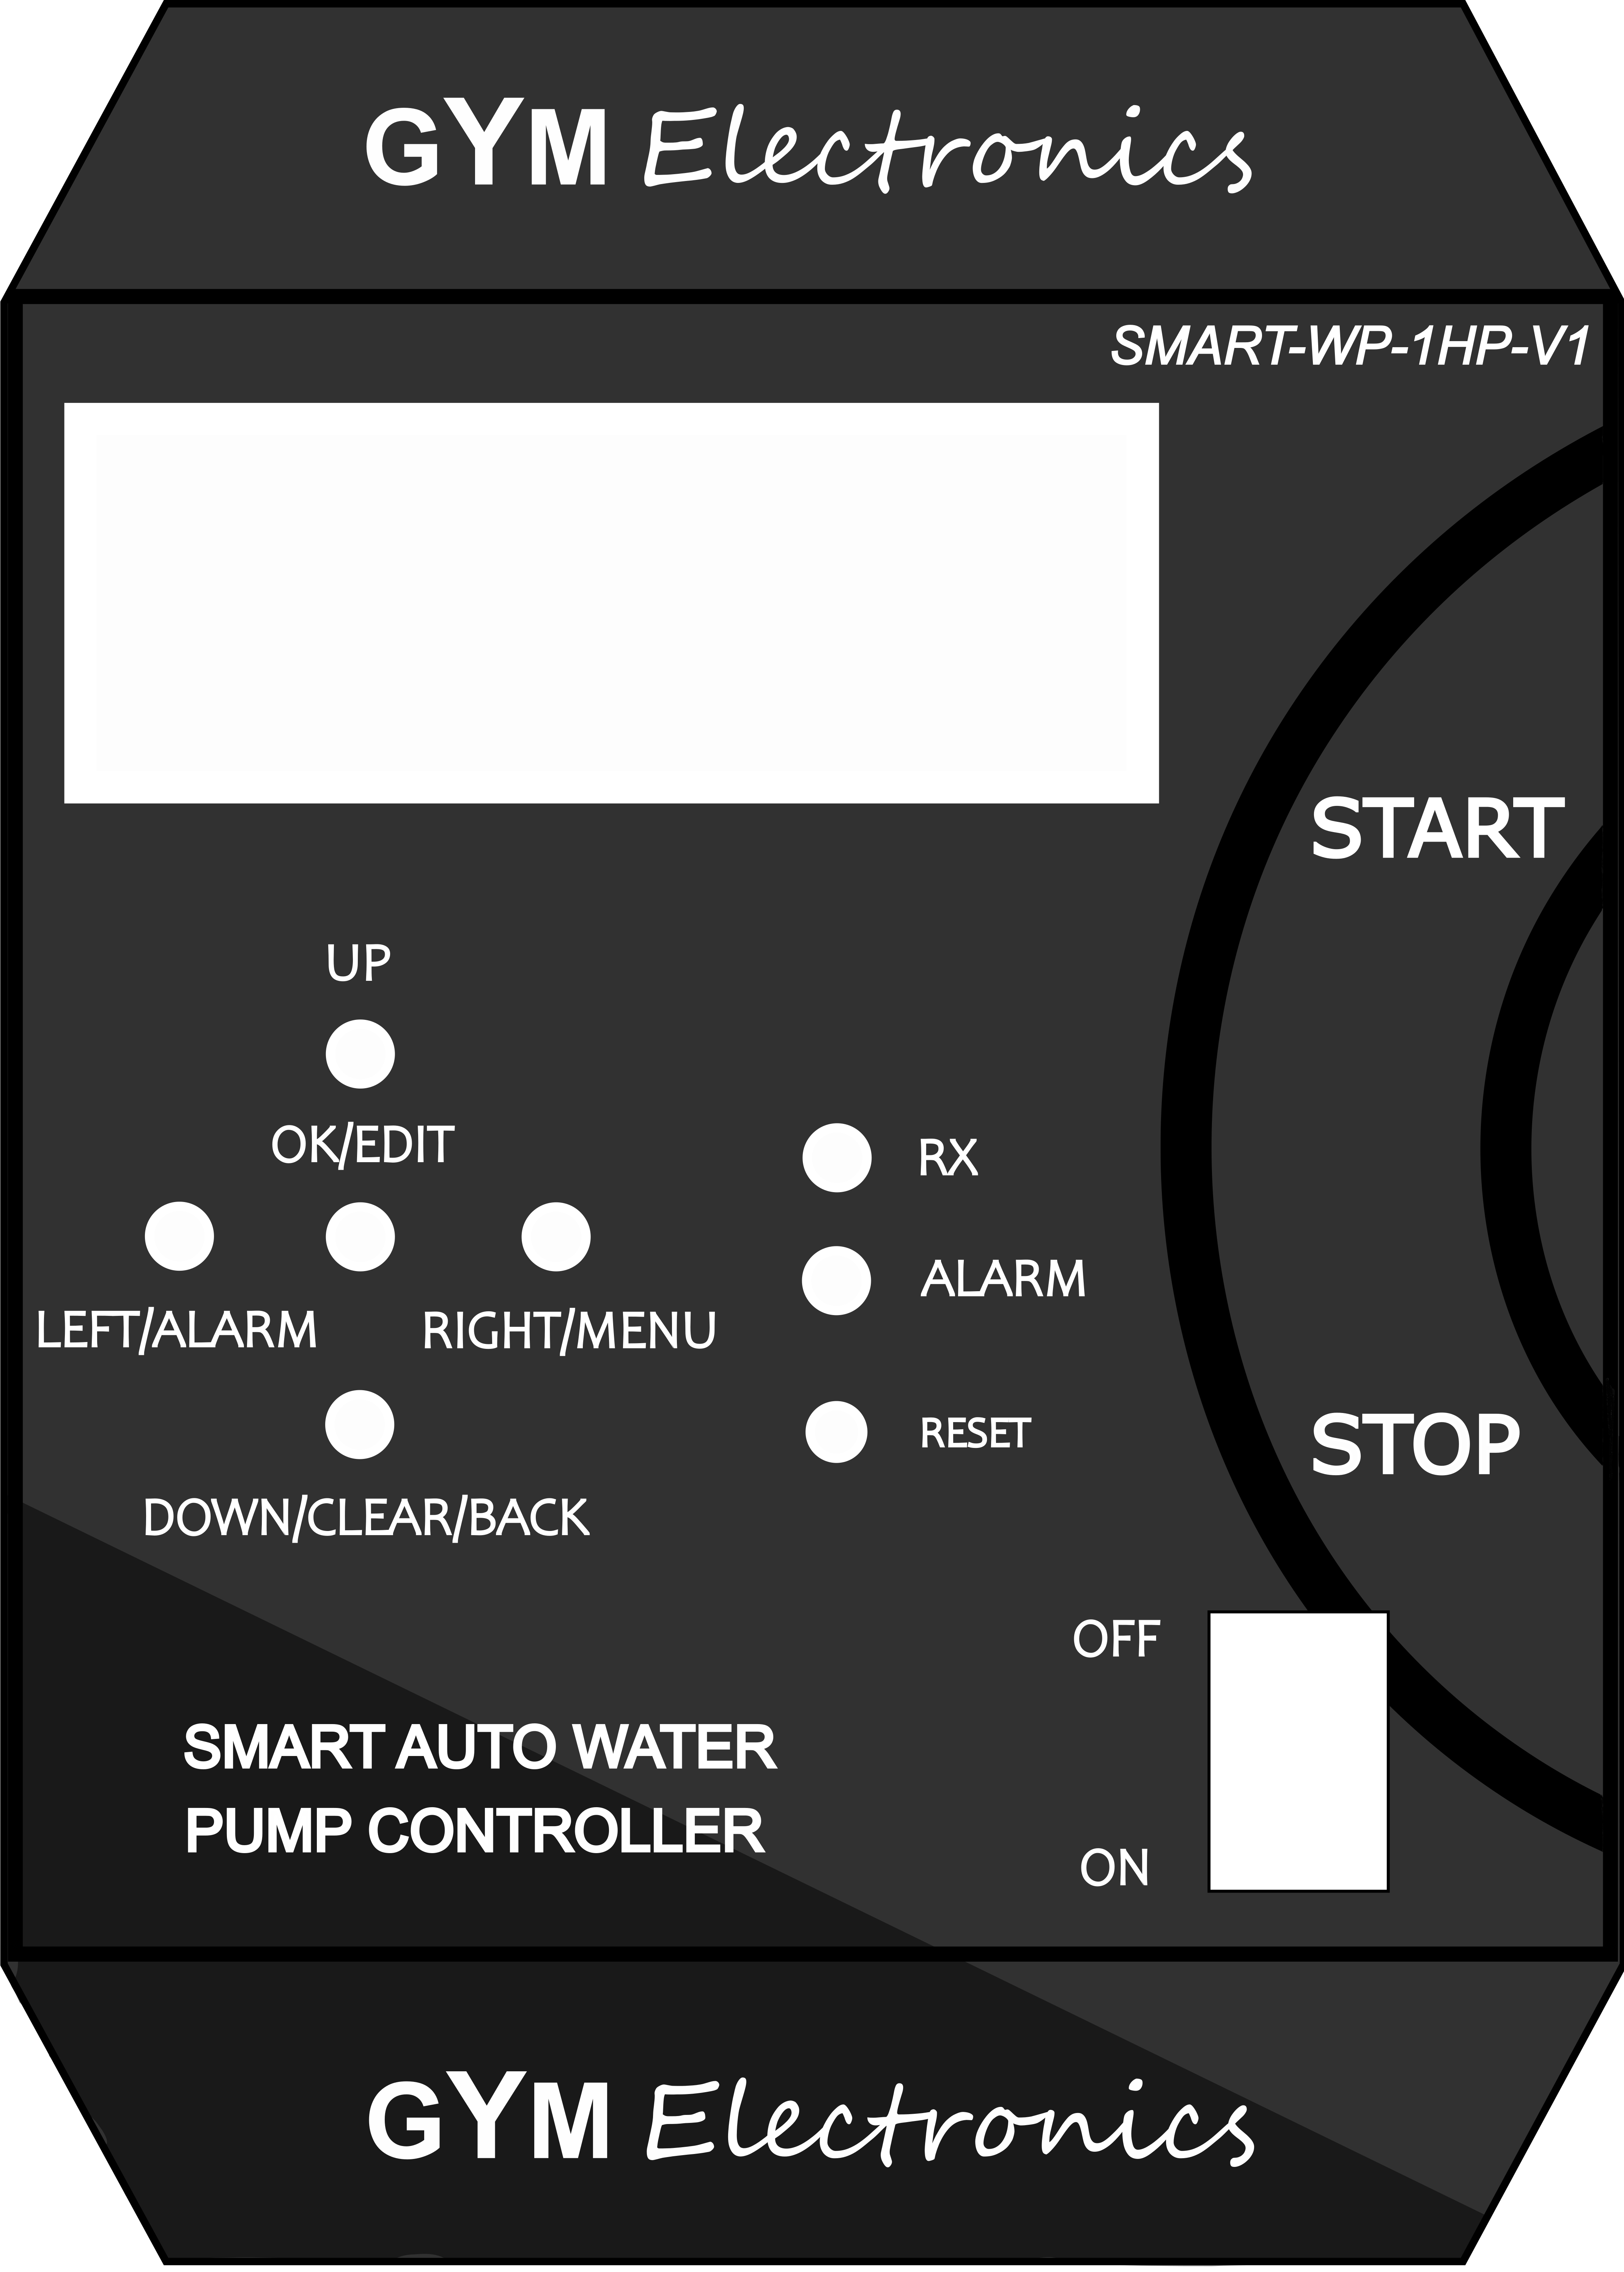 GYM Electronics
SMART-WP-1HP-V1
START
UP
OK/EDIT
RX
ALARM
LEFT/ALARM
RIGHT/MENU
RESET
STOP
DOWN/CLEAR/BACK
OFF
SMART AUTO WATER
PUMP CONTROLLER
ON
GYM Electronics